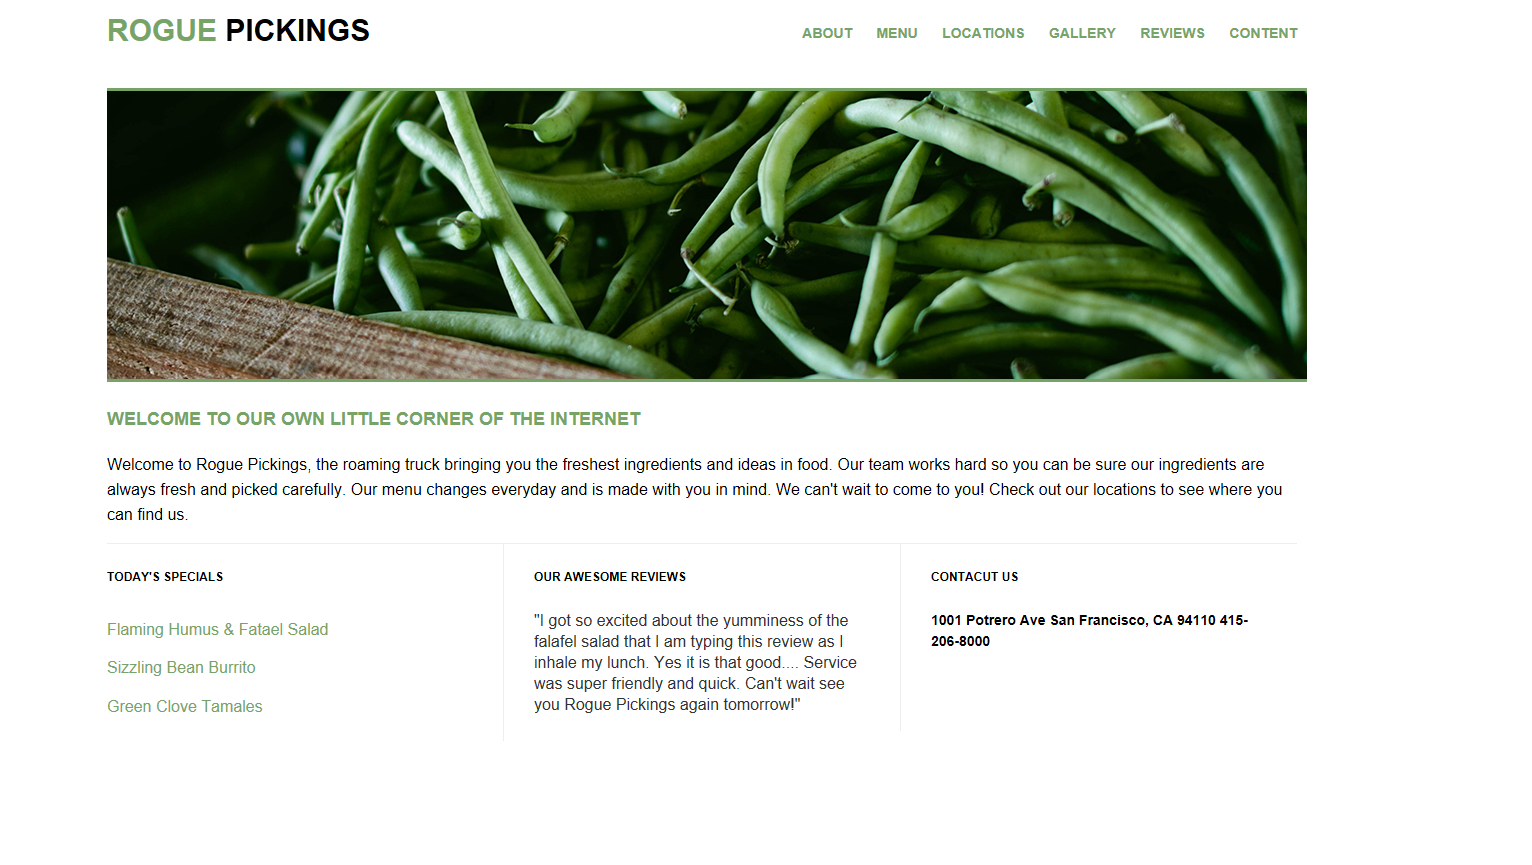 ROGUE PICKINGS
ABOUT MENU LOCATIONS GALLERY REVIEWS CONTENT
WELCOME TO OUR OWN LITTLE CORNER OF THE INTERNET
Welcome to Rogue Pickings, the roaming truck bringing you the freshest ingredients and ideas in food. Our team works hard so you can be sure our ingredients are
always fresh and picked carefully. Our menu changes everyday and is made with you in mind. We can't wait to come to you! Check out our locations to see where you
can find us.
TODAY'S SPECIALS
Flaming Humus & Fatael Salad
Sizzling Bean Burrito
Green Clove Tamales
OUR AWESOME REVIEWS
"I got so excited about the yumminess of the
falafel salad that I am typing this review as I
inhale my lunch. Yes it is that good.... Service
was super friendly and quick. Can't wait see
you Rogue Pickings again tomorrow!"
CONTACUT US
1001 Potrero Ave San Francisco, CA 94110 415-
206-8000